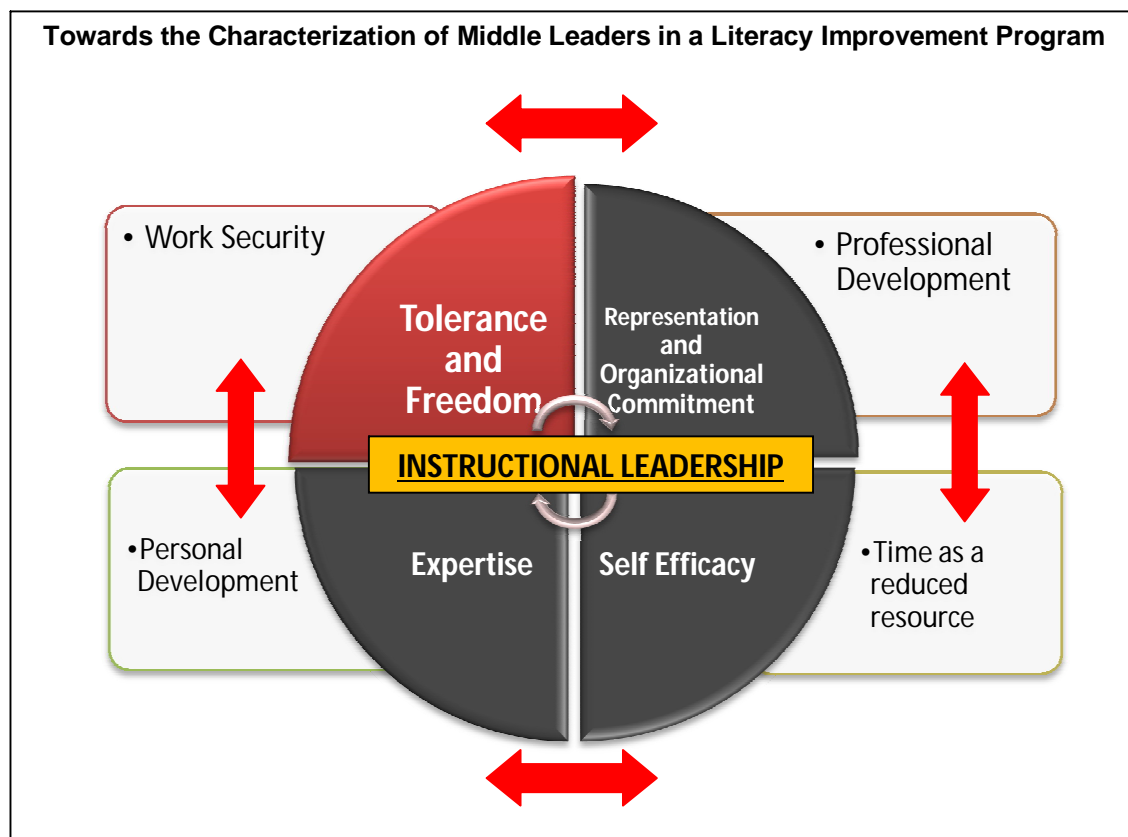 Towards the Characterization of Middle Leaders in a Literacy Improvement Program
• Work Security
• Professional
Development
Tolerance
and
Freedom
Representation
and
Organizational
Commitment
INSTRUCTIONAL LEADERSHIP
•Personal
Development
Expertise
Self Efficacy
•Time as a
reduced
resource